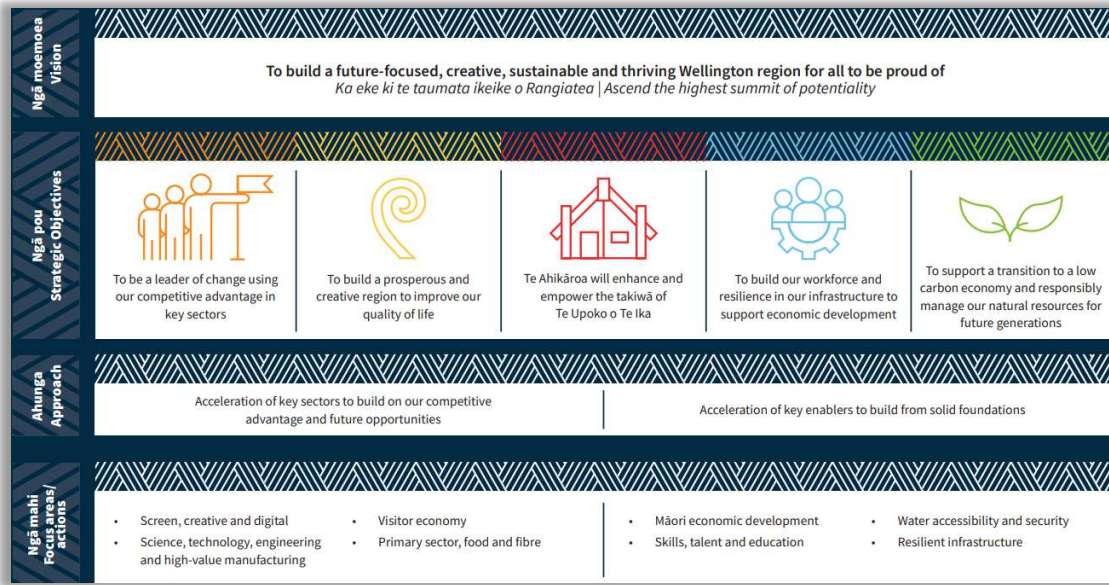 Ngā moemoea
Vision
To build a future-focused, creative, sustainable and thriving Wellington region for all to be proud of
Ka eke ki te taumata ikeike o Rangiatea | Ascend the highest summit of potentiality
Ngā pou
Strategic Objectives
To be a leader of change using
our competitive advantage in
key sectors
To build a prosperous and
creative region to improve our
quality of life
Te Ahikāroa will enhance and
empower the takiwā of
Te Upoko o Te Ika
To build our workforce and
resilience in our infrastructure to
support economic development
To support a transition to a low
carbon economy and responsibly
manage our natural resources for
future generations
Ahunga
Approach
Acceleration of key sectors to build on our competitive
advantage and future opportunities
Acceleration of key enablers to build from solid foundations
Ngā mahi
Focus areas/
actions
• Screen, creative and digital
• Science, technology, engineering
and high-value manufacturing
• Visitor economy
• Primary sector, food and fibre
• Māori economic development
• Skills, talent and education
• Water accessibility and security
• Resilient infrastructure